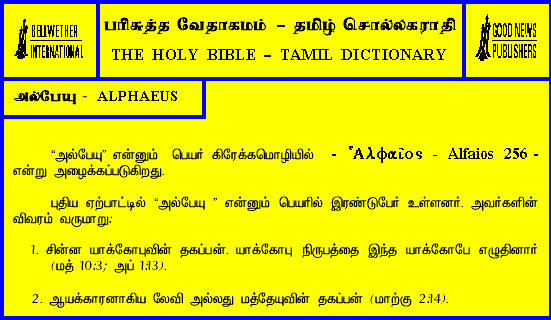 BELLWETHER
INTERNATIONAL
பரிசுத்த வேதாகமம் – தமிழ் சொல்லகராதி
THE HOLY BIBLE – TAMIL DICTIONARY
GOOD NEWS
PUBLISHERS
அல்பேயு - ALPHAEUS
“அல்பேயு” என்னும் பெயர் கிரேக்கமொழியில் - Ἁλφαῖος - Alfaios 256 -
என்று அழைக்கப்படுகிறது.
புதிய ஏற்பாட்டில் “அல்பேயு ” என்னும் பெயரில் இரண்டுபேர் உள்ளனர். அவர்களின்
விவரம் வருமாறு:
1. சின்ன யாக்கோபுவின் தகப்பன். யாக்கோபு நிருபத்தை இந்த யாக்கோபே எழுதினார்
(மத் 10:3; அப் 1:13).
2. ஆயக்காரனாகிய லேவி அல்லது மத்தேயுவின் தகப்பன் (மாற்கு 2:14).